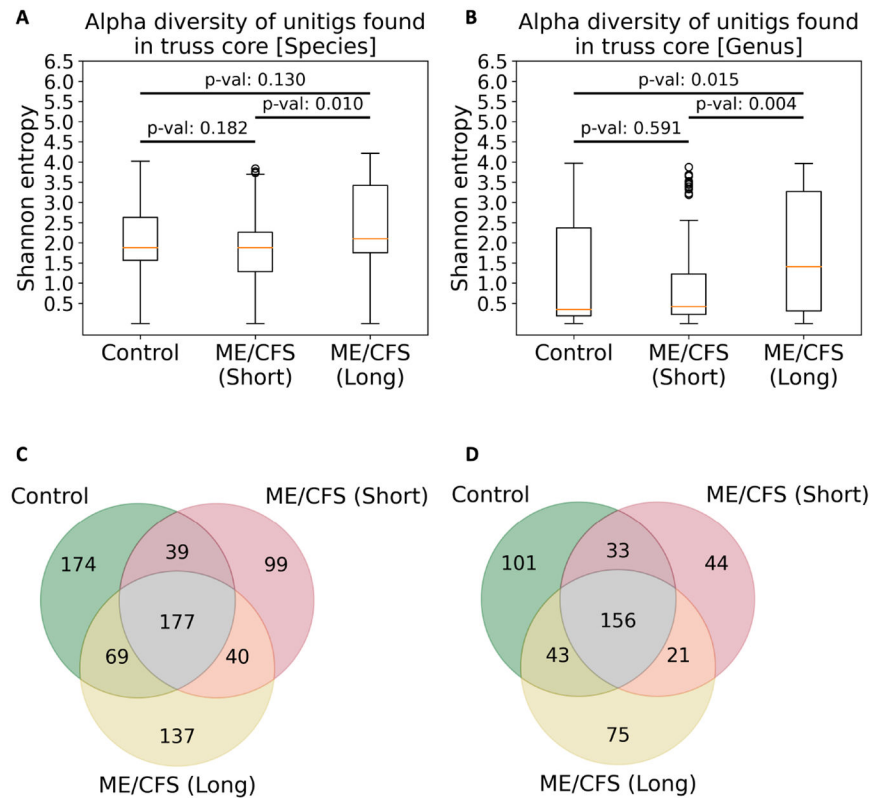 A
Alpha diversity of unitigs found
in truss core [Species]
Shannon entropy
6.5
6.0
5.5
5.0
4.5
4.0
3.5
3.0
2.5
2.0
1.5
1.0
0.5
p-val: 0.130
p-val: 0.010
p-val: 0.182
Control
ME/CFS
(Short)
ME/CFS
(Long)
B
Alpha diversity of unitigs found
in truss core [Genus]
Shannon entropy
6.5
6.0
5.5
5.0
4.5
4.0
3.5
3.0
2.5
2.0
1.5
1.0
0.5
p-val: 0.015
p-val: 0.004
p-val: 0.591
Control
ME/CFS
(Short)
ME/CFS
(Long)
C
Control
ME/CFS (Short)
174
39
99
177
69
40
137
ME/CFS (Long)
D
Control
ME/CFS (Short)
101
33
44
156
43
21
75
ME/CFS (Long)